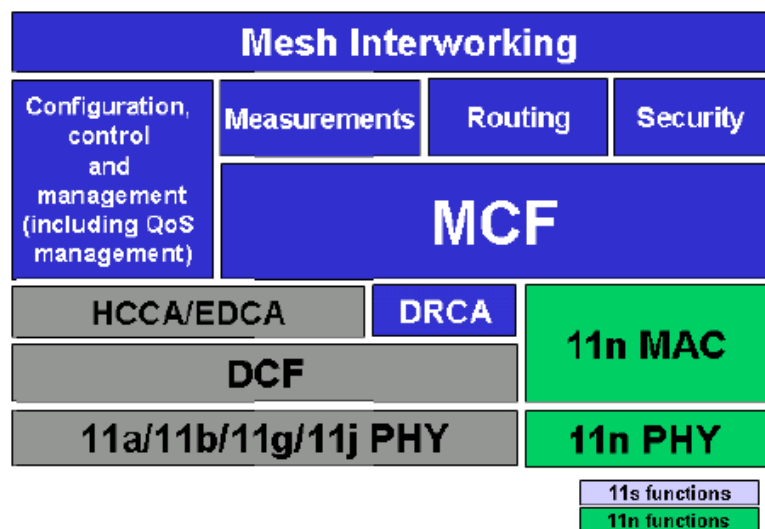 Mesh Interworking
Configuration,
control
and
management
(including QoS
management)
Measurements
Routing
Security
MCF
HCCA/EDCA
DRCA
11n MAC
DCF
11a/11b/11g/11j PHY
11n PHY
11s functions
11n functions